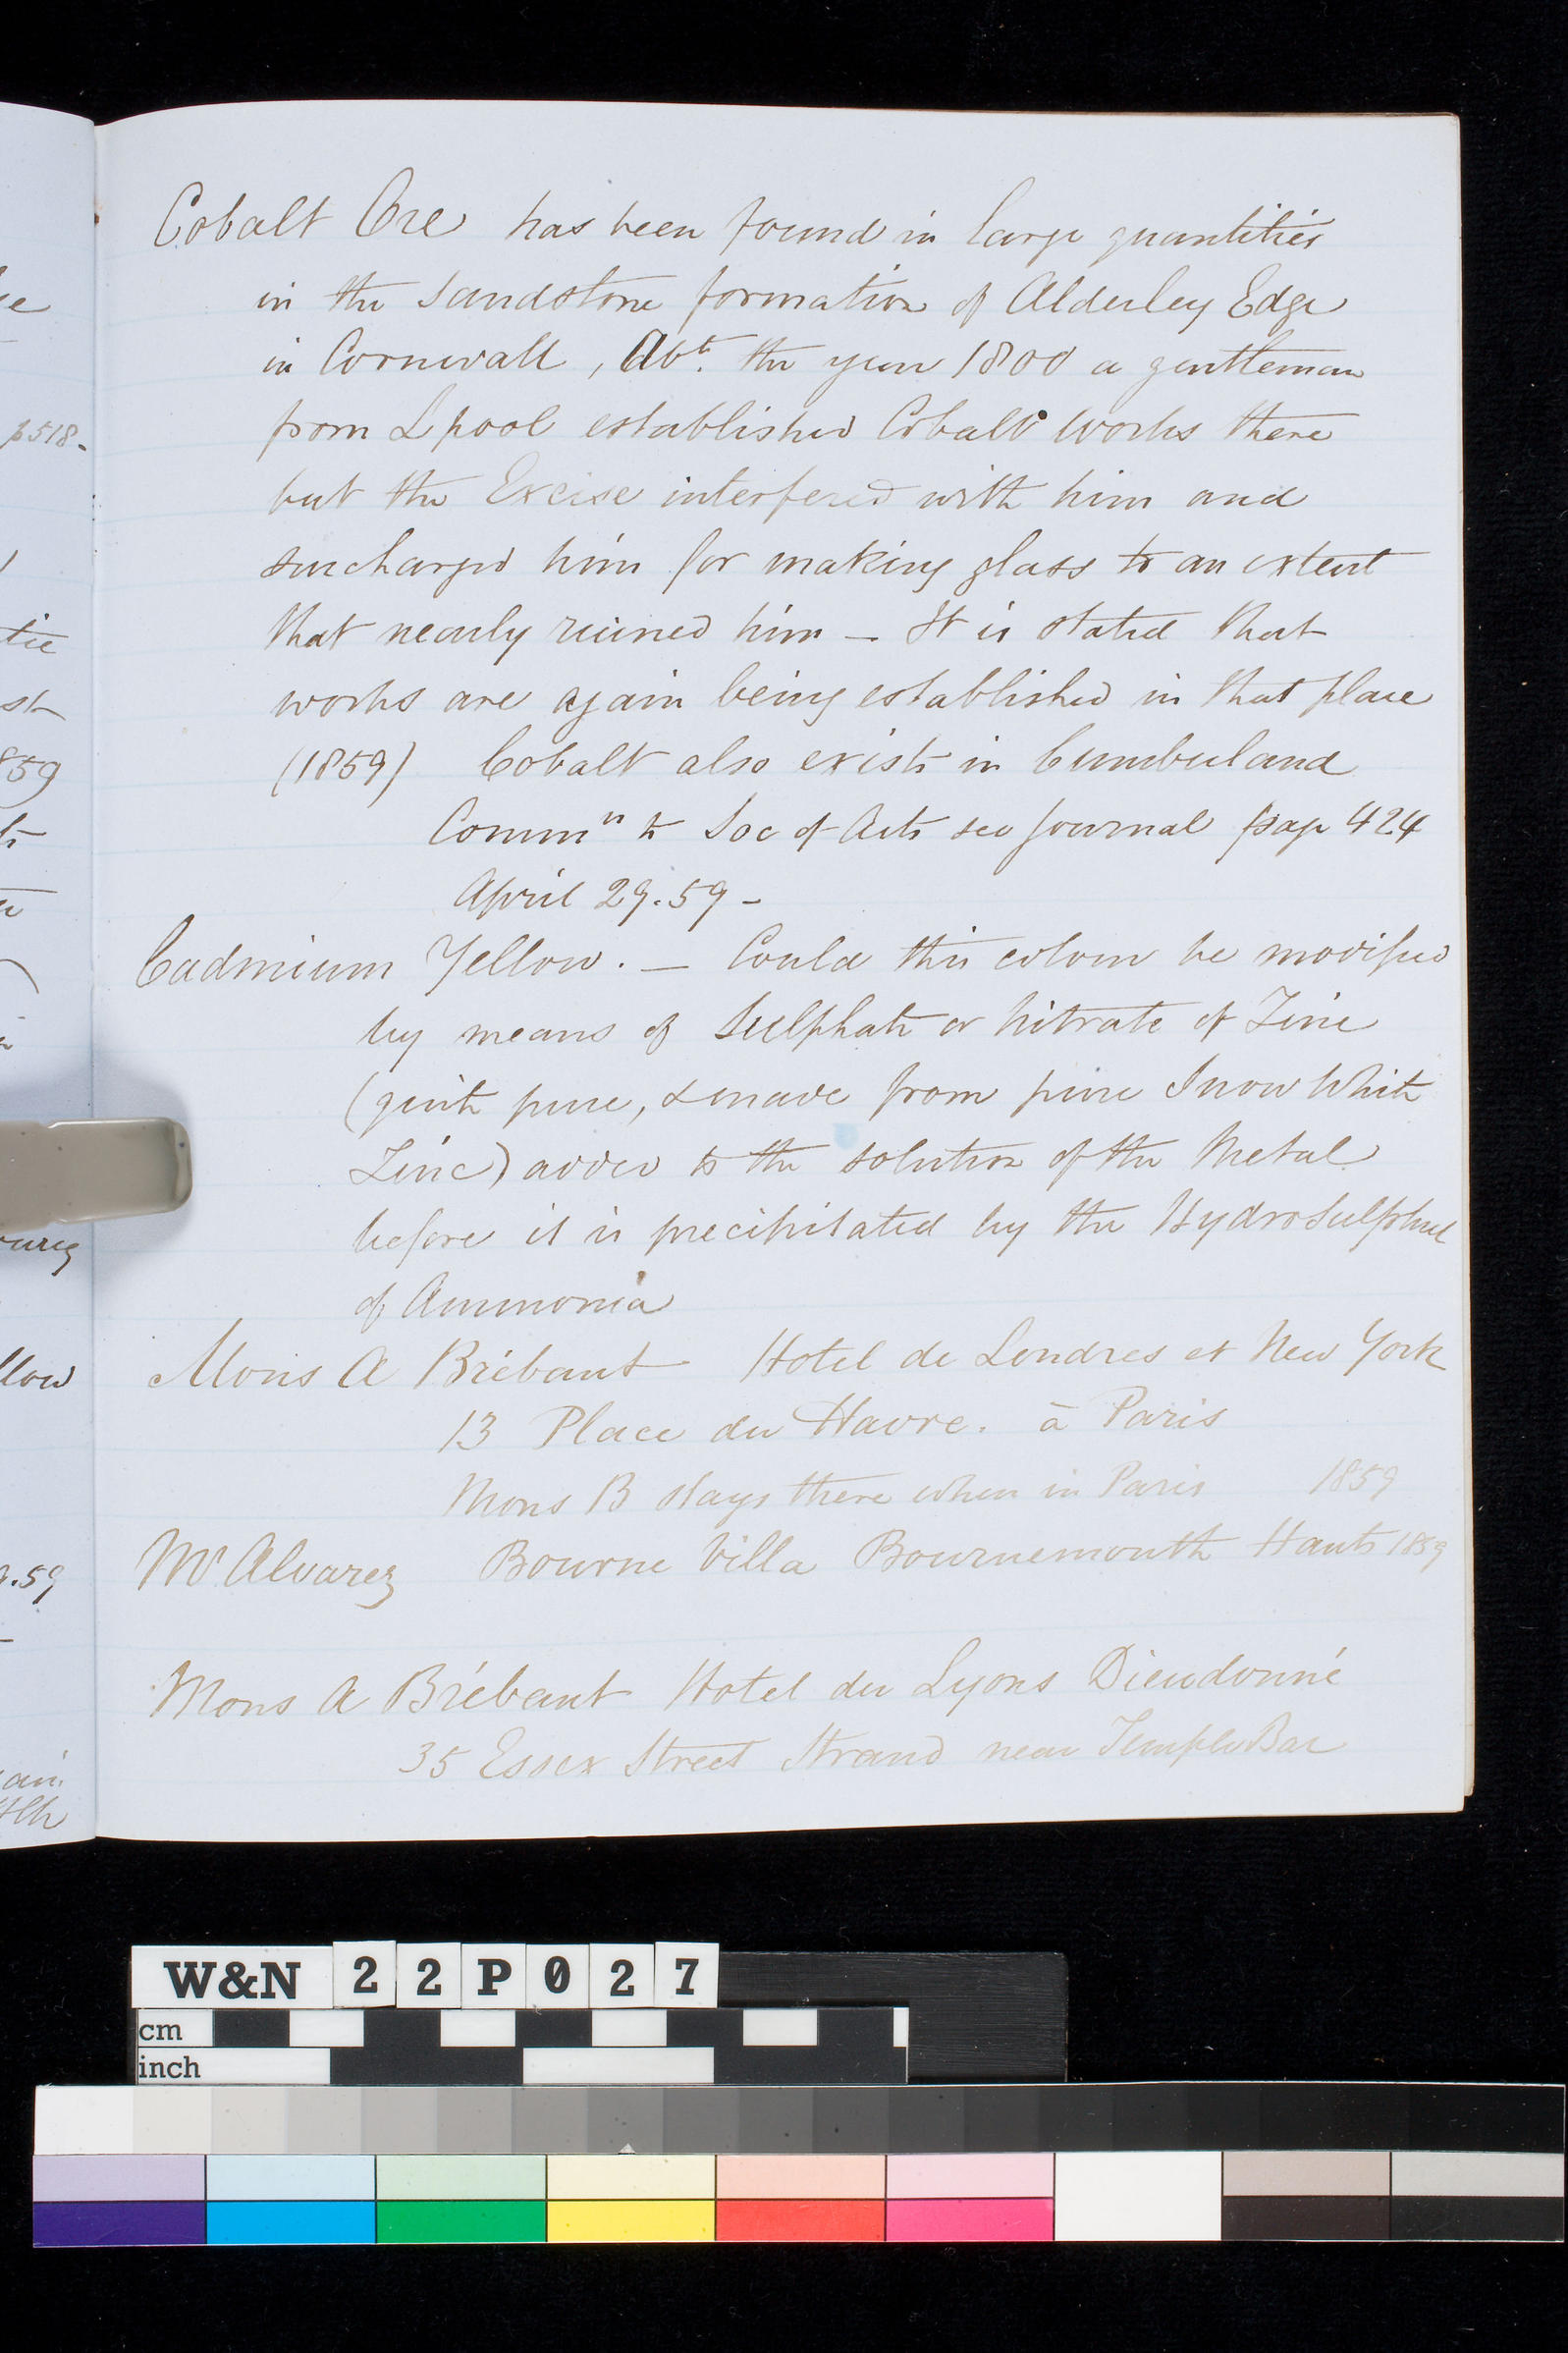 Cobalt Ore has been found in large quantities
in the Sandstone formation of Alderley Edge
in Cornwall, Abt. the year 1800 a gentleman
from Lpool established Cobalt Works there
but the Excise interfered with him and
surcharged him for making glass to an extent
that nearly ruined him — It is stated that
works are again being established in that place
(1859) Cobalt also exists in Cumberland
Commn to Soc of Arts see Journal page 424
April 29.59 –
Cadmium Yellow. — Could this colour be modified
by means of Sulphate or Nitrate of Zinc
(quite pure, & made from pure Snow White
Zinc) added to the solution of the Metal
before it is precipitated by the HydroSulphuret
of Ammonia
Mons A Brébant Hotel de Londres et New York
13 Place du Havre. à Paris
Mons B stays there when in Paris 1859
Mr Alvarez Bourne Villa Bournemouth Hants 1859
Mons A Brébant Hotel du Lyons Dieudonné
35 Essex Street Strand near Temple Bar
p518-
tic
st
59
llow
.59
W&N 22P027
cm
inch